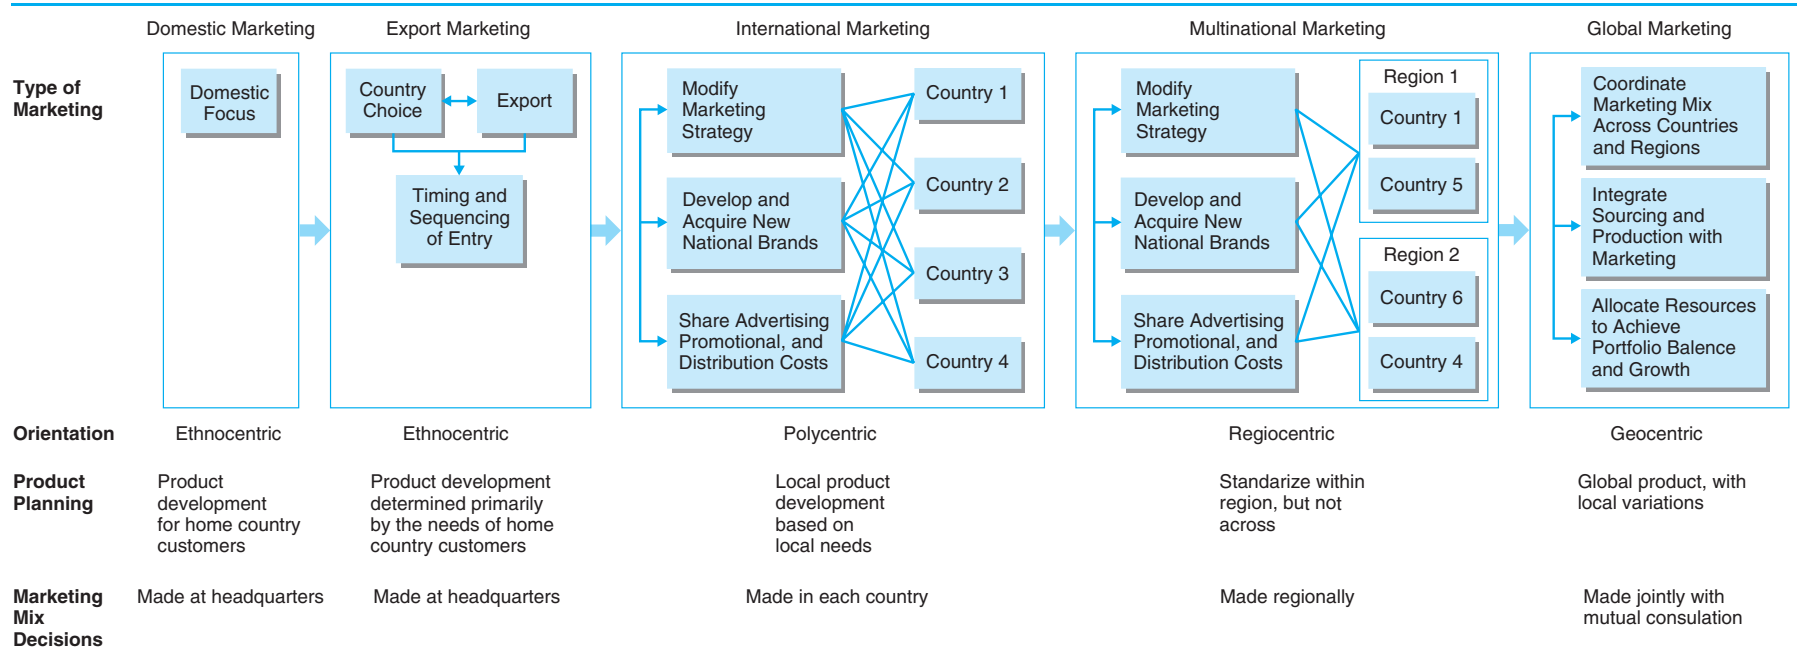 Domestic Marketing
Export Marketing
International Marketing
Multinational Marketing
Global Marketing
Type of
Marketing
Domestic
Focus
Country
Choice
Export
Timing and
Sequencing
of Entry
Modify
Marketing
Strategy
Develop and
Acquire New
National Brands
Share Advertising
Promotional, and
Distribution Costs
Country 1
Country 2
Country 3
Country 4
Modify
Marketing
Strategy
Develop and
Acquire New
National Brands
Share Advertising
Promotional, and
Distribution Costs
Region 1
Country 1
Country 5
Region 2
Country 6
Country 4
Coordinate
Marketing Mix
Across Countries
and Regions
Integrate
Sourcing and
Production with
Marketing
Allocate Resources
to Achieve
Portfolio Balence
and Growth
Orientation
Ethnocentric
Ethnocentric
Polycentric
Regiocentric
Geocentric
Product
Planning
Product
development
for home country
customers
Product development
determined primarily
by the needs of home
country customers
Local product
development
based on
local needs
Standarize within
region, but not
across
Global product, with
local variations
Marketing
Mix
Decisions
Made at headquarters
Made at headquarters
Made in each country
Made regionally
Made jointly with
mutual consulation